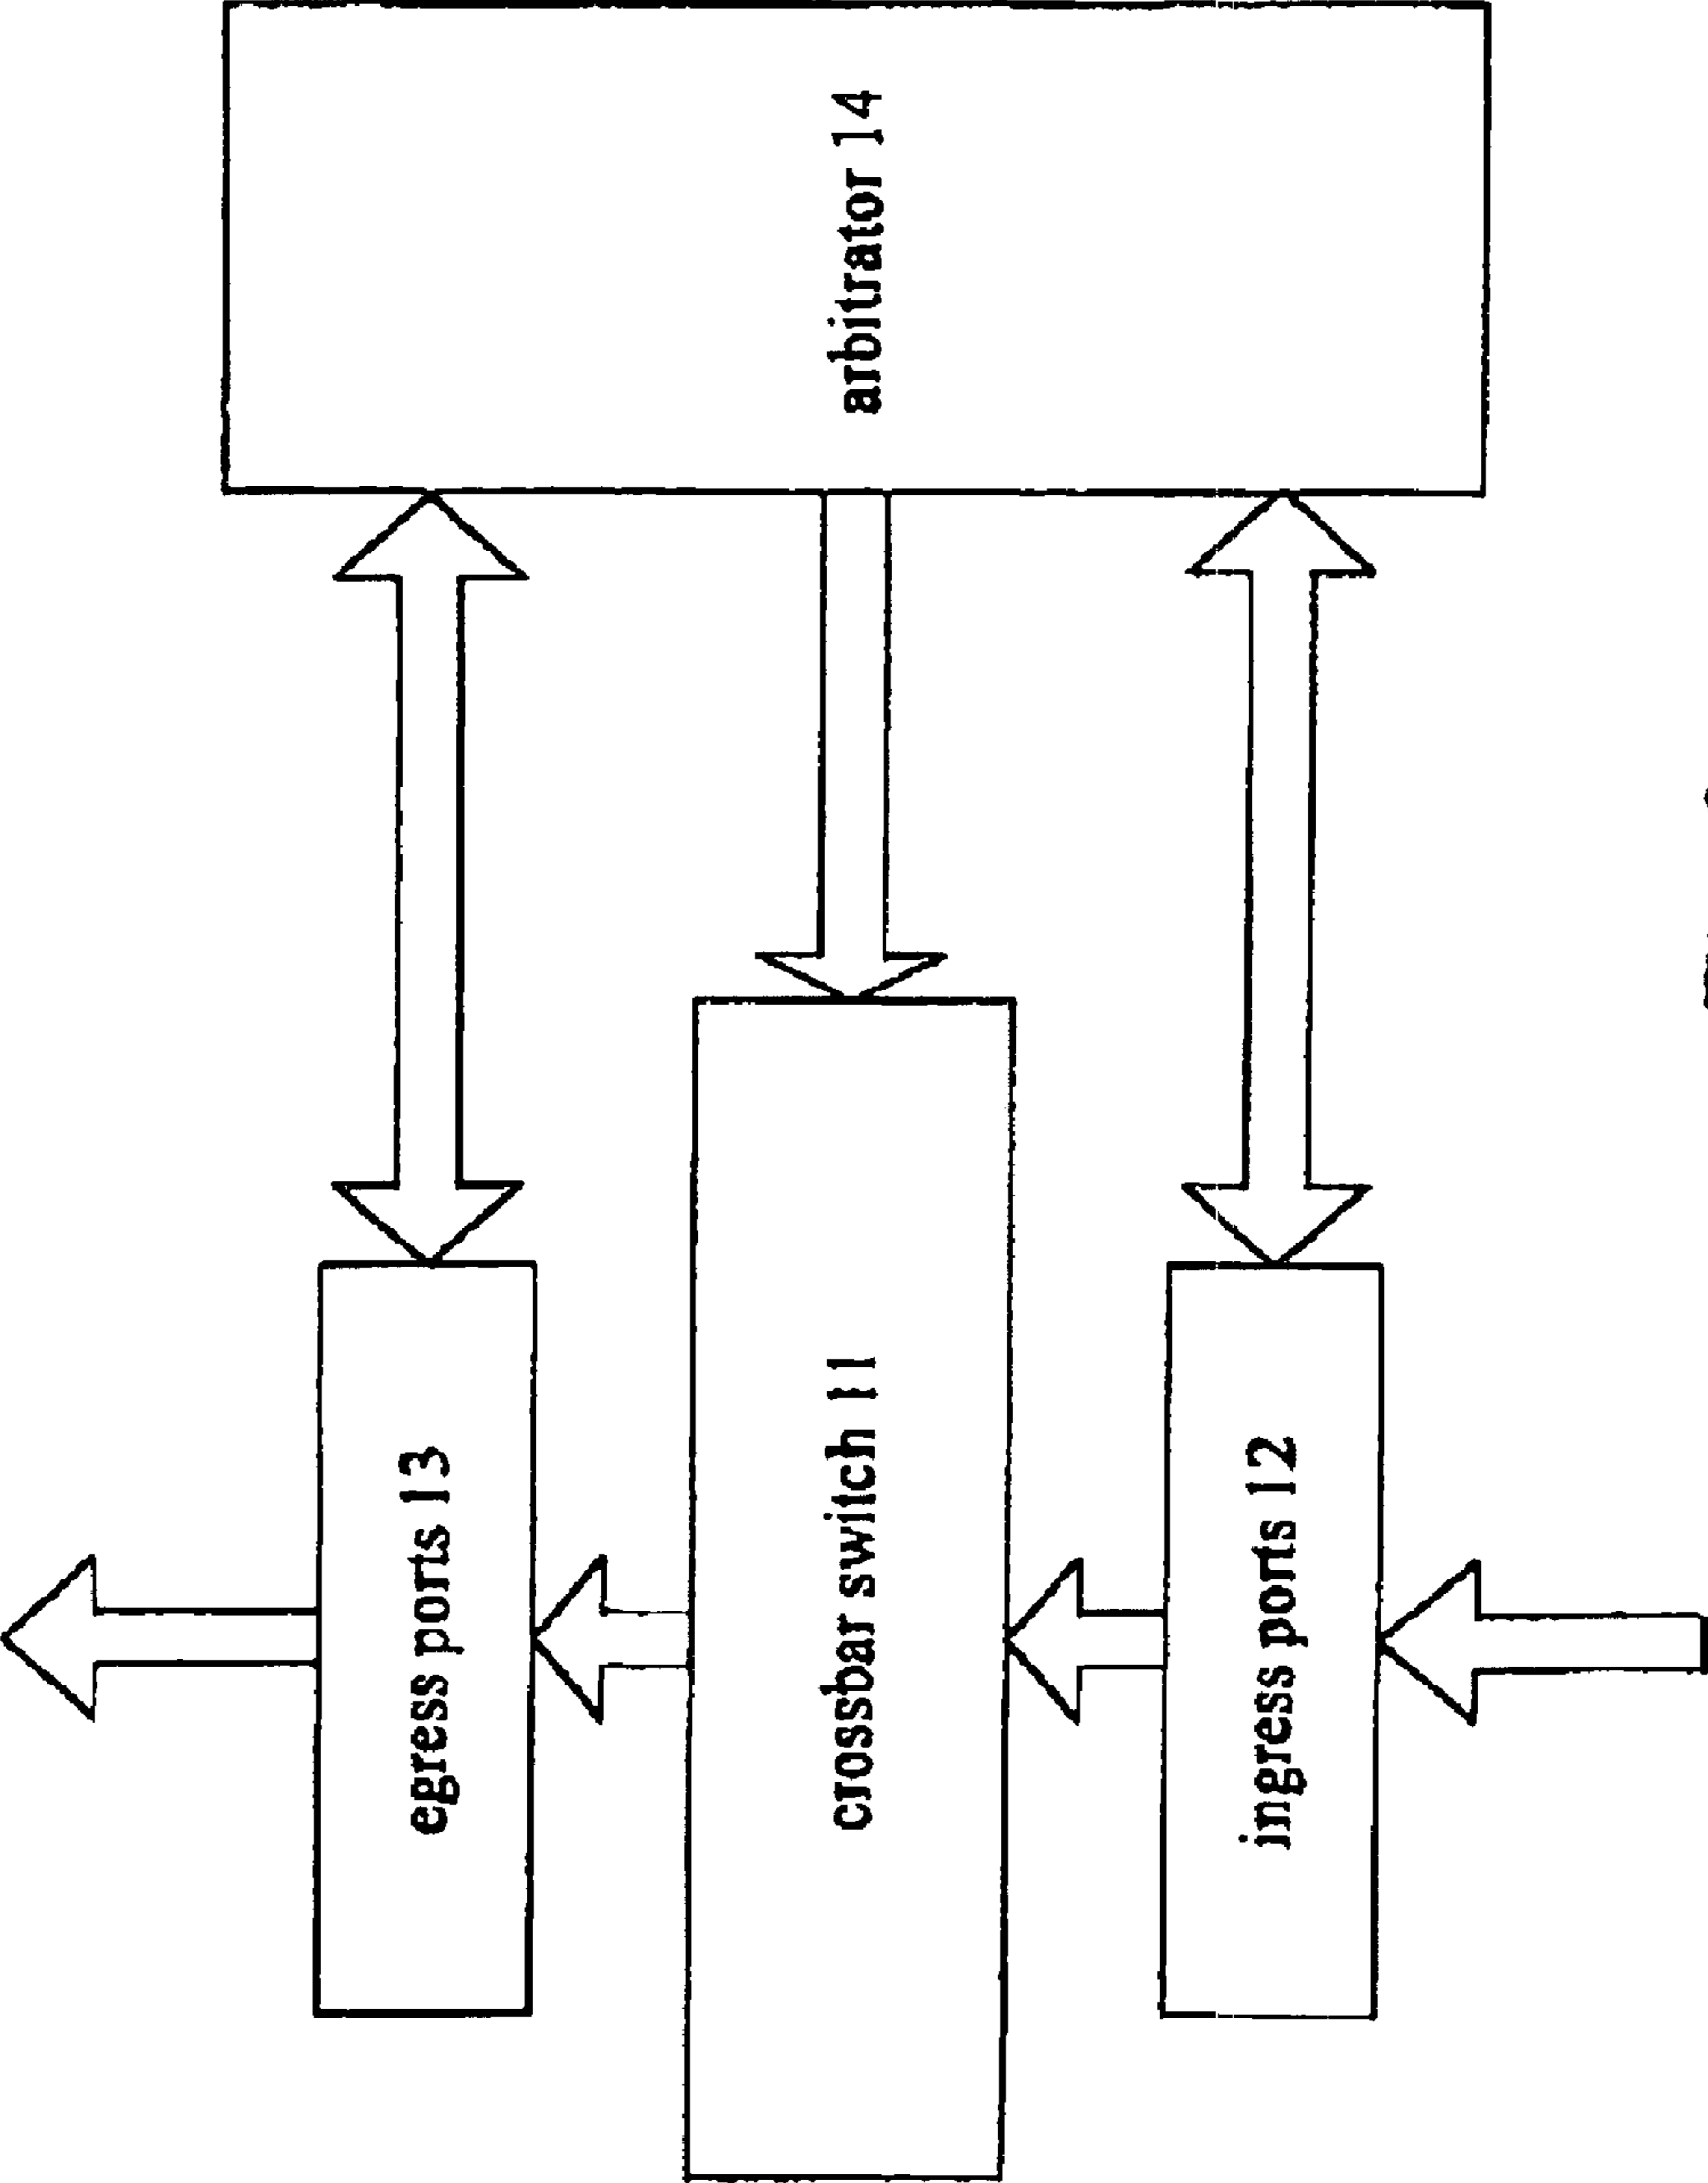 arbitrator 14
egress ports 13
crossbar switch 11
ingress ports 12